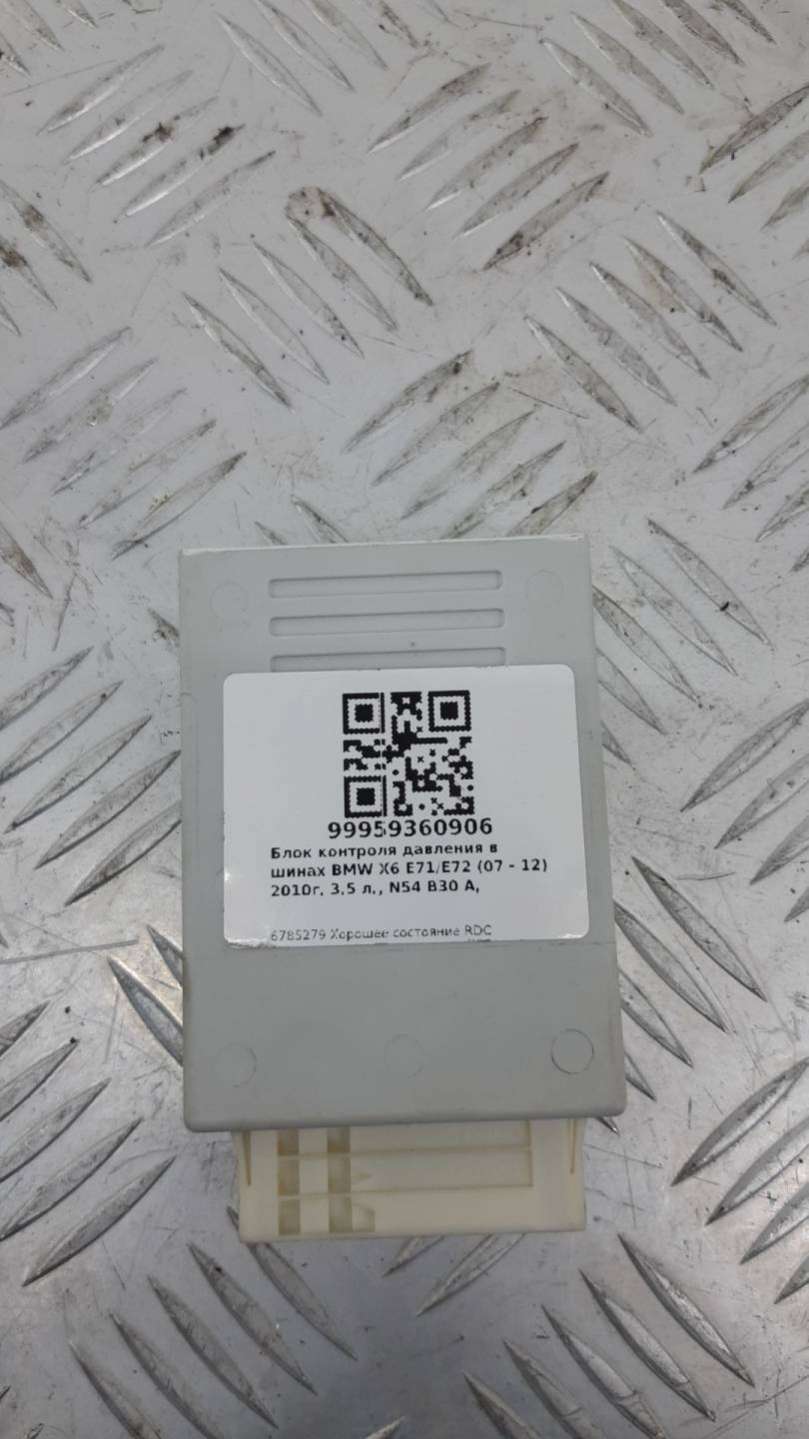 99959360906
Блок контроля давления в
шинах BMW X6 E71/E72 (07 - 12)
2010г, 3.5 л., N54 B30 A,
6785279 Хорошее состояние RDC